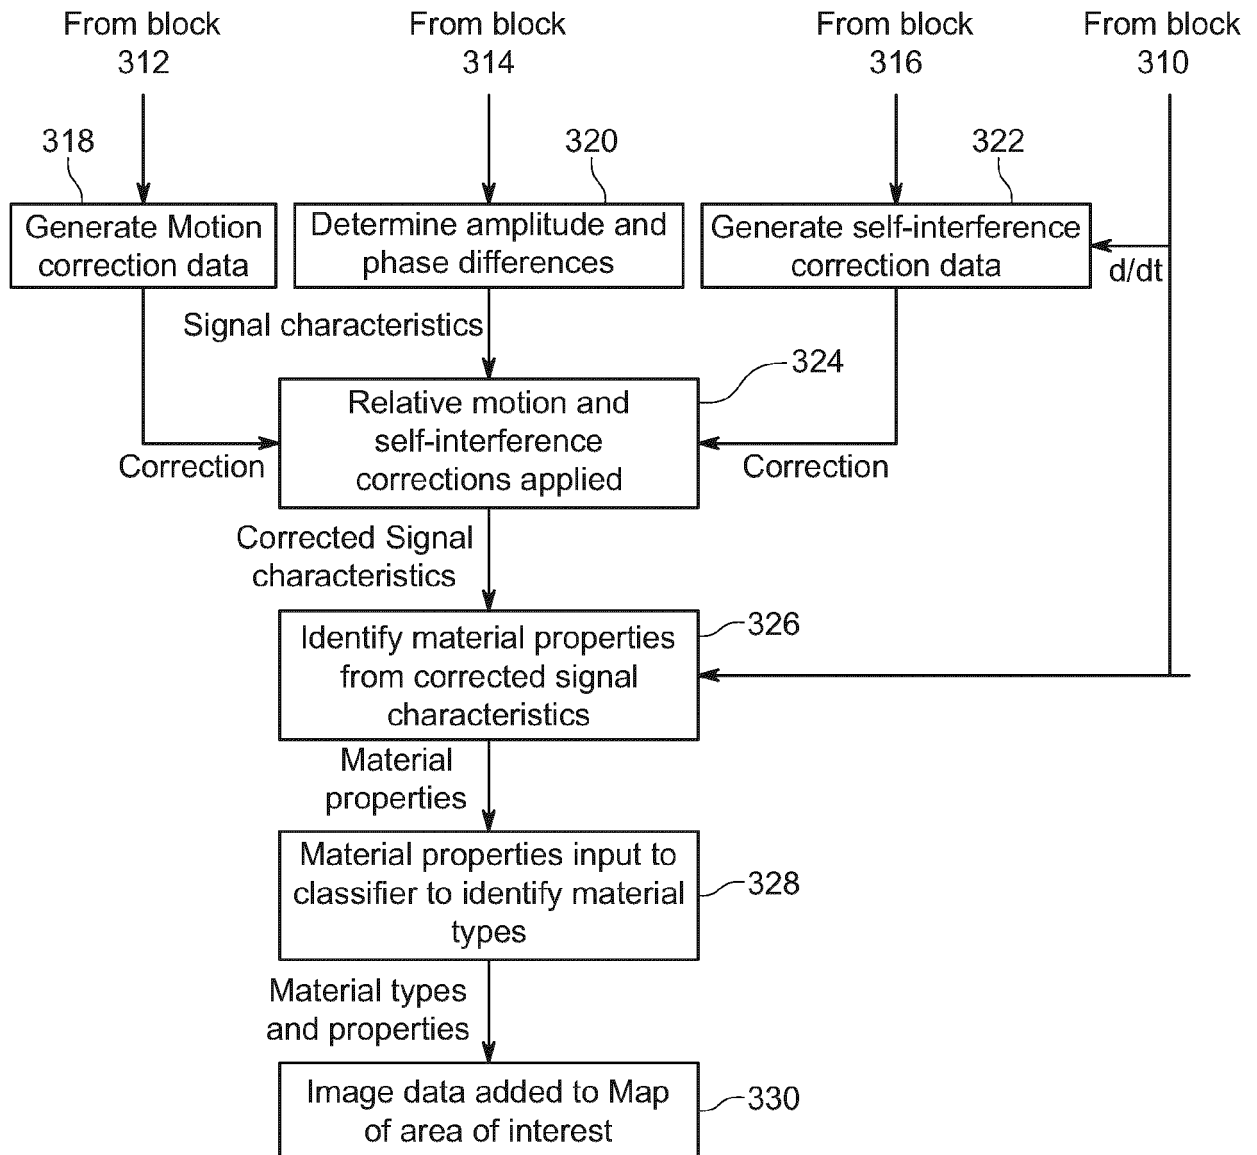 From block
312
From block
314
From block
316
From block
310
318
320
322
Generate Motion
correction data
Determine amplitude and
phase differences
Generate self-interference
correction data
d/dt
Signal characteristics
324
Relative motion and
self-interference
corrections applied
Correction
Correction
Corrected Signal
characteristics
326
Identify material properties
from corrected signal
characteristics
Material
properties
Material properties input to
classifier to identify material
types
328
Material types
and properties
Image data added to Map
of area of interest
330